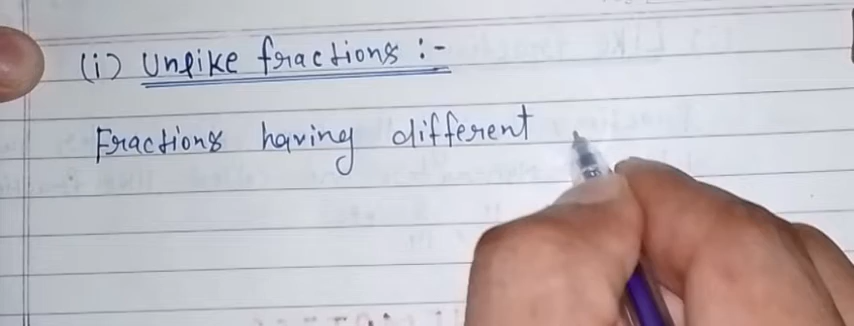 (i) Unlike fractions :-
Fractions having different